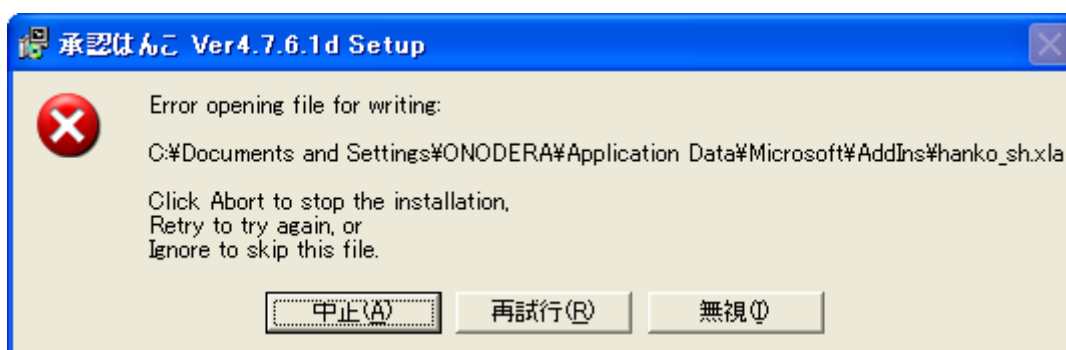 承認はんこ Ver4.7.6.1d Setup
Error opening file for writing:
C:¥Documents and Settings¥ONODERA¥Application Data¥Microsoft¥AddIns¥hanko_sh.xla
Click Abort to stop the installation,
Retry to try again, or
Ignore to skip this file.
中止(A) 再試行(R) 無視(I)